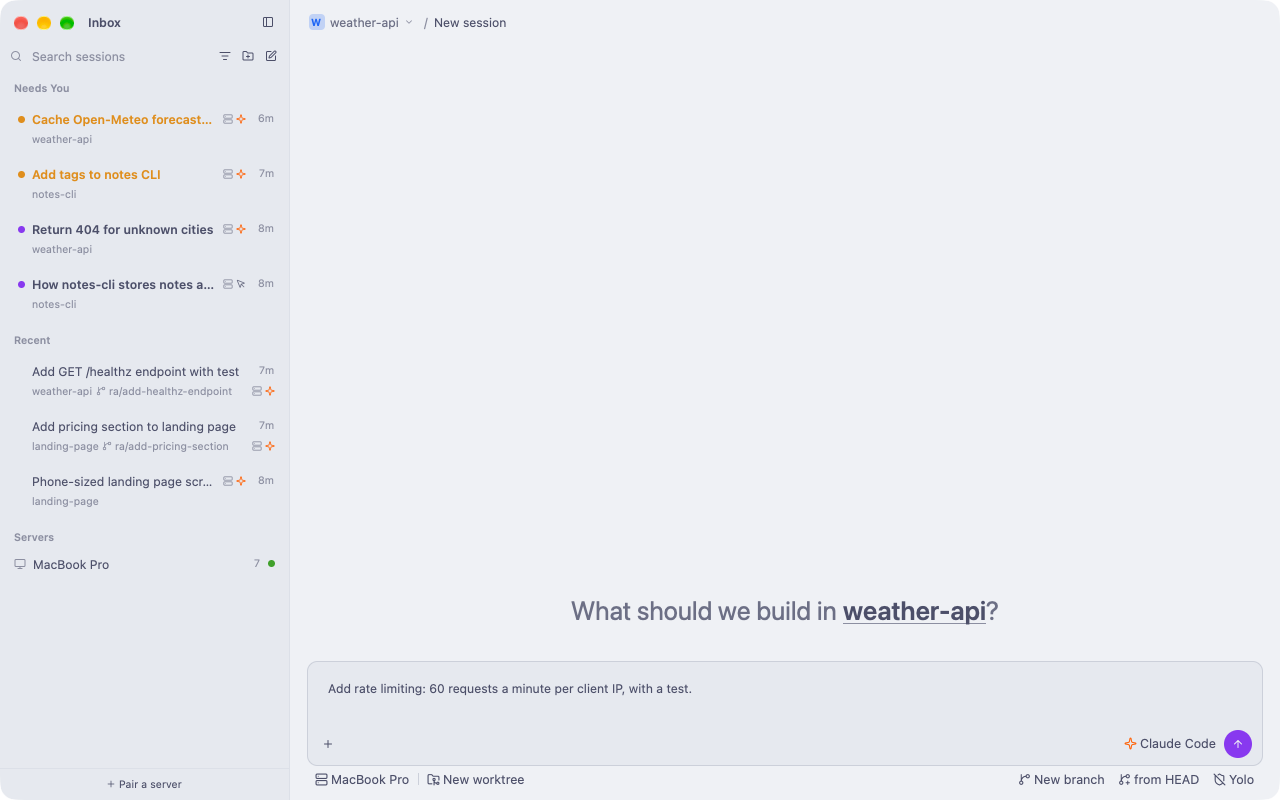 Inbox
Search sessions
Needs You
Cache Open-Meteo forecast... 6m
weather-api
Add tags to notes CLI 7m
notes-cli
Return 404 for unknown cities 8m
weather-api
How notes-cli stores notes a... 8m
notes-cli
Recent
Add GET /healthz endpoint with test 7m
weather-api ra/add-healthz-endpoint
Add pricing section to landing page 7m
landing-page ra/add-pricing-section
Phone-sized landing page scr... 8m
landing-page
Servers
MacBook Pro 7
+ Pair a server
W weather-api / New session
What should we build in weather-api?
Add rate limiting: 60 requests a minute per client IP, with a test.
+ Claude Code
MacBook Pro New worktree New branch from HEAD Yolo